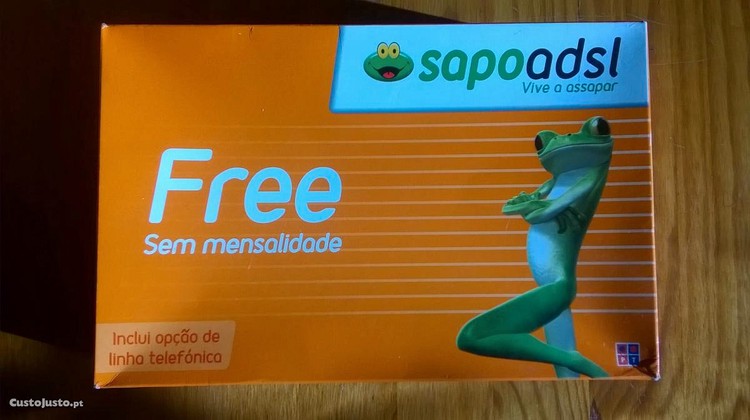 sapoadsl
Vive a assapar
Free
Sem mensalidade
Inclui opção de
linha telefónica
P T
CustoJusto.pt